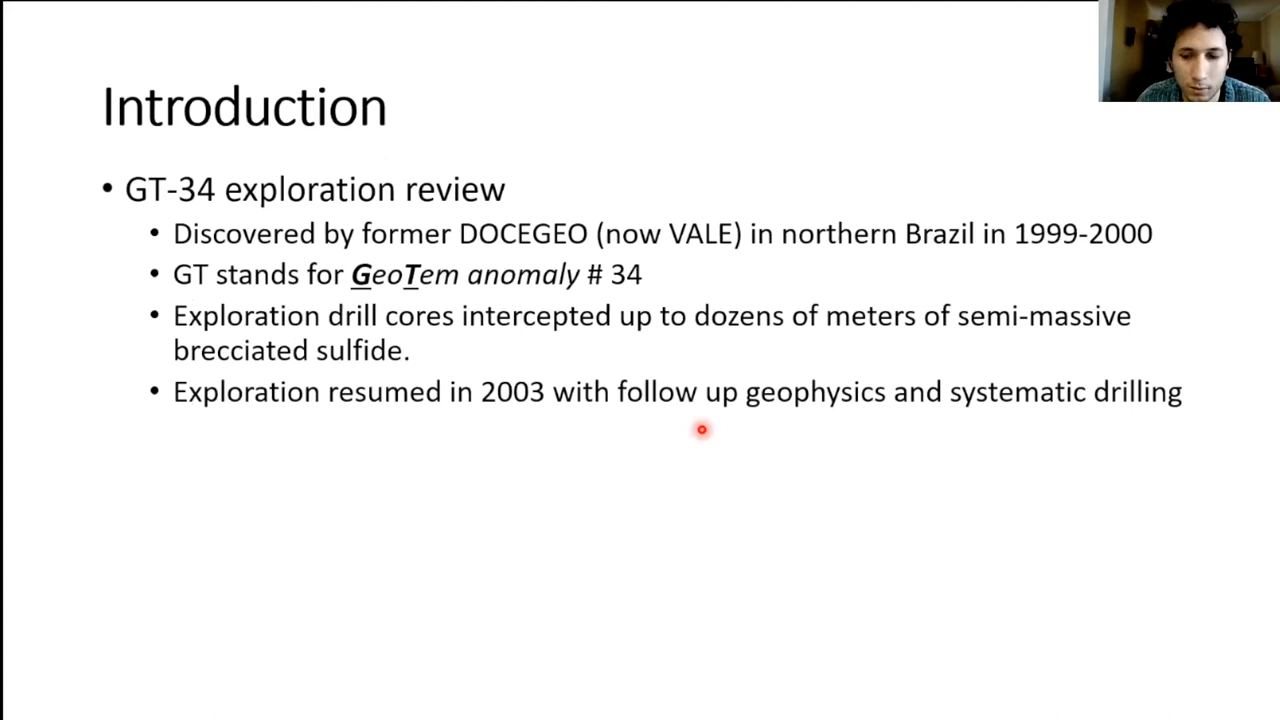 Introduction
• GT-34 exploration review
• Discovered by former DOCEGEO (now VALE) in northern Brazil in 1999-2000
• GT stands for GeoTem anomaly # 34
• Exploration drill cores intercepted up to dozens of meters of semi-massive
brecciated sulfide.
• Exploration resumed in 2003 with follow up geophysics and systematic drilling